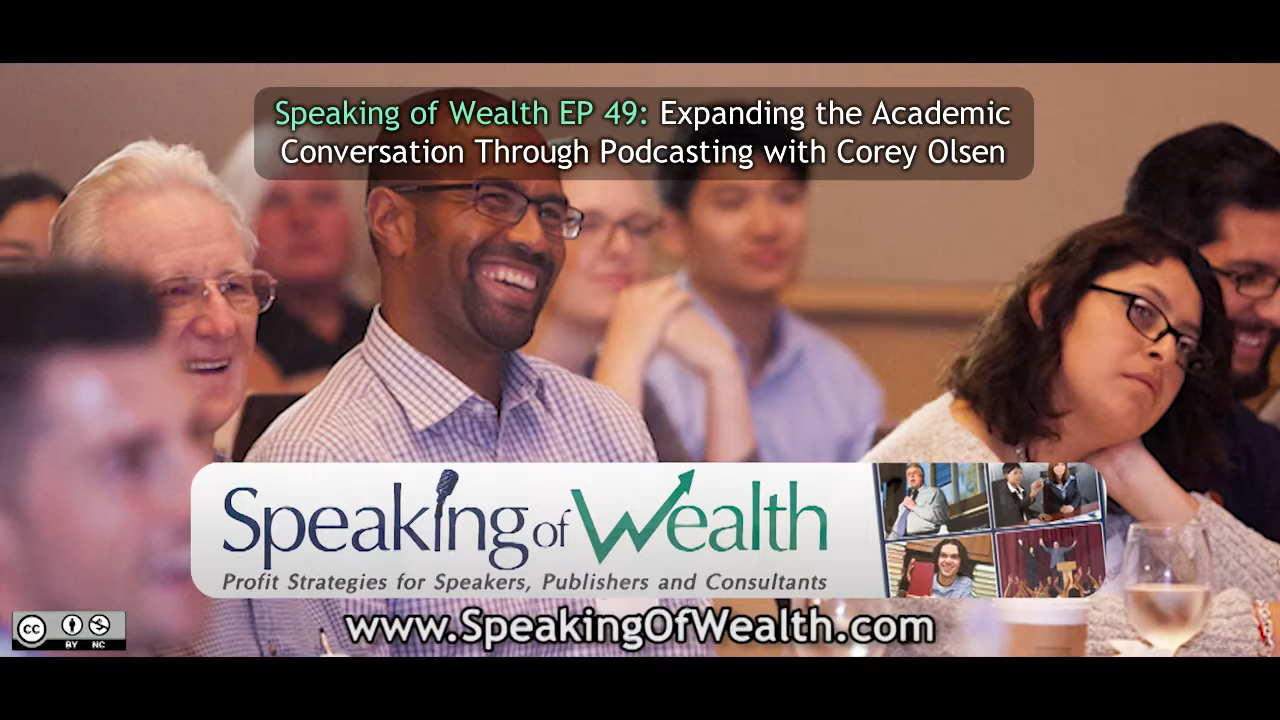 Speaking of Wealth EP 49: Expanding the Academic
Conversation Through Podcasting with Corey Olsen
Speaking of Wealth
Profit Strategies for Speakers, Publishers and Consultants
www.SpeakingOfWealth.com
cc
BY NC